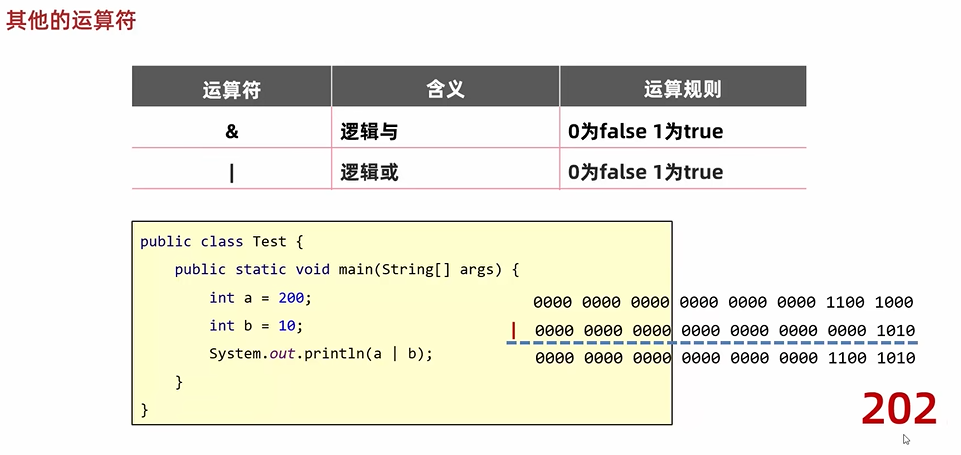 其他的运算符
运算符 含义 运算规则
& 逻辑与 0为false 1为true
| 逻辑或 0为false 1为true
public class Test {
public static void main(String[] args) {
int a = 200;
int b = 10;
System.out.println(a | b);
}
}
0000 0000 0000 0000 0000 0000 1100 1000
| 0000 0000 0000 0000 0000 0000 0000 1010
0000 0000 0000 0000 0000 0000 1100 1010
202